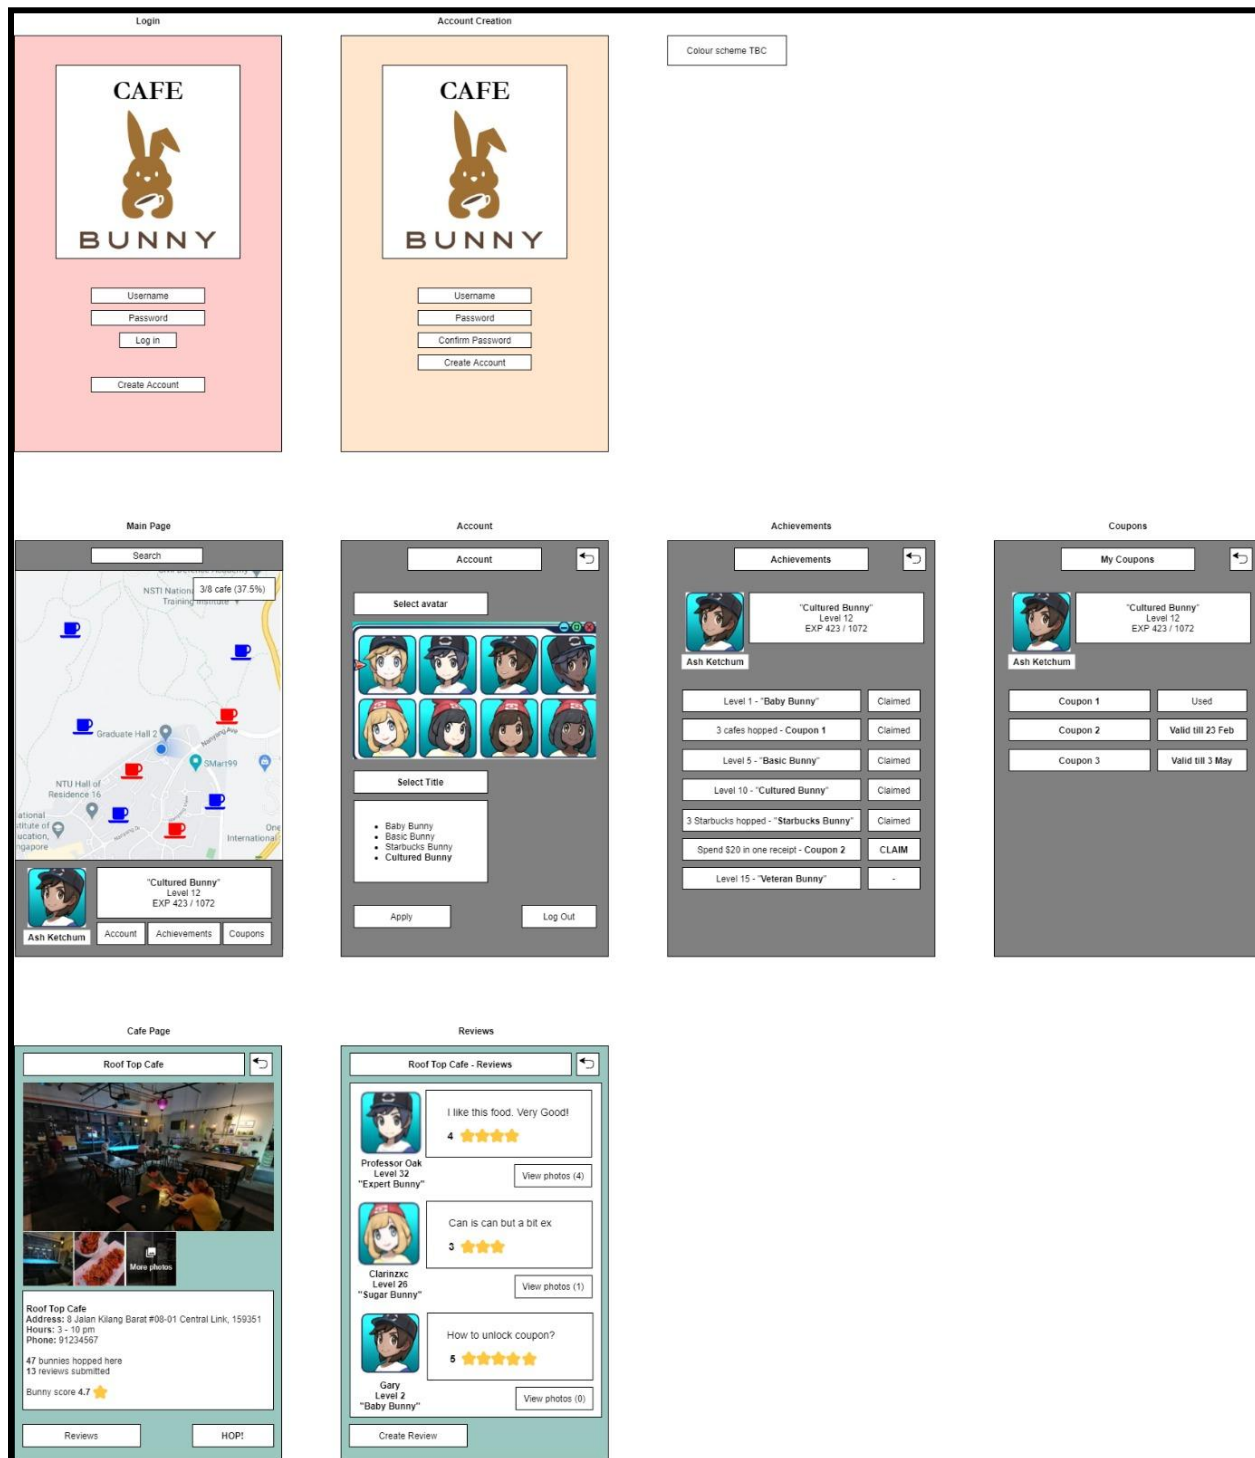 Login
CAFE
BUNNY
Username
Password
Log in
Create Account
Account Creation
CAFE
BUNNY
Username
Password
Confirm Password
Create Account
Colour scheme TBC
Main Page
Search
3/8 cafe (37.5%)
NSTI Nation
Training Institute
Graduate Hall 2
Nanyang Ave
SMart99
NTU Hall of
Residence 16
ational
stitute of
ucation,
ngapore
One
International
"Cultured Bunny"
Level 12
EXP 423 / 1072
Ash Ketchum
Account
Achievements
Coupons
Account
Account
Select avatar
Select Title
• Baby Bunny
• Basic Bunny
• Starbucks Bunny
• Cultured Bunny
Apply
Log Out
Achievements
Achievements
"Cultured Bunny"
Level 12
EXP 423 / 1072
Ash Ketchum
Level 1 - "Baby Bunny" Claimed
3 cafes hopped - Coupon 1 Claimed
Level 5 - "Basic Bunny" Claimed
Level 10 - "Cultured Bunny" Claimed
3 Starbucks hopped - "Starbucks Bunny" Claimed
Spend $20 in one receipt - Coupon 2 CLAIM
Level 15 - "Veteran Bunny" -
Coupons
My Coupons
"Cultured Bunny"
Level 12
EXP 423 / 1072
Ash Ketchum
Coupon 1 Used
Coupon 2 Valid till 23 Feb
Coupon 3 Valid till 3 May
Cafe Page
Roof Top Cafe
More photos
Roof Top Cafe
Address: 8 Jalan Kilang Barat #08-01 Central Link, 159351
Hours: 3 - 10 pm
Phone: 91234567
47 bunnies hopped here
13 reviews submitted
Bunny score 4.7
Reviews
HOP!
Reviews
Roof Top Cafe - Reviews
I like this food. Very Good!
4
Professor Oak
Level 32
"Expert Bunny"
View photos (4)
Can is can but a bit ex
3
Clarinzxc
Level 26
"Sugar Bunny"
View photos (1)
How to unlock coupon?
5
Gary
Level 2
"Baby Bunny"
View photos (0)
Create Review